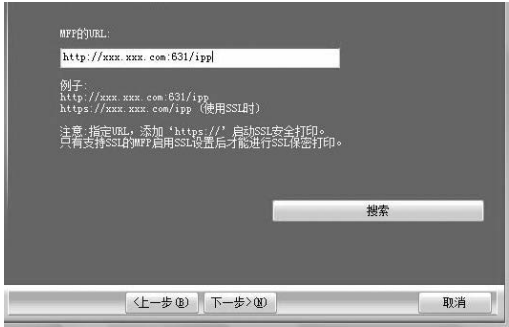 MFP的URL:
http://xxx.xxx.com:631/ipp
例子:
http://xxx.xxx.com:631/ipp
https://xxx.xxx.com/ipp (使用SSL时)
注意:指定URL，添加‘https://’启动SSL安全打印。
只有支持SSL的MFP启用SSL设置后才能进行SSL保密打印。
搜索
<上一步(B) 下一步>(N) 取消